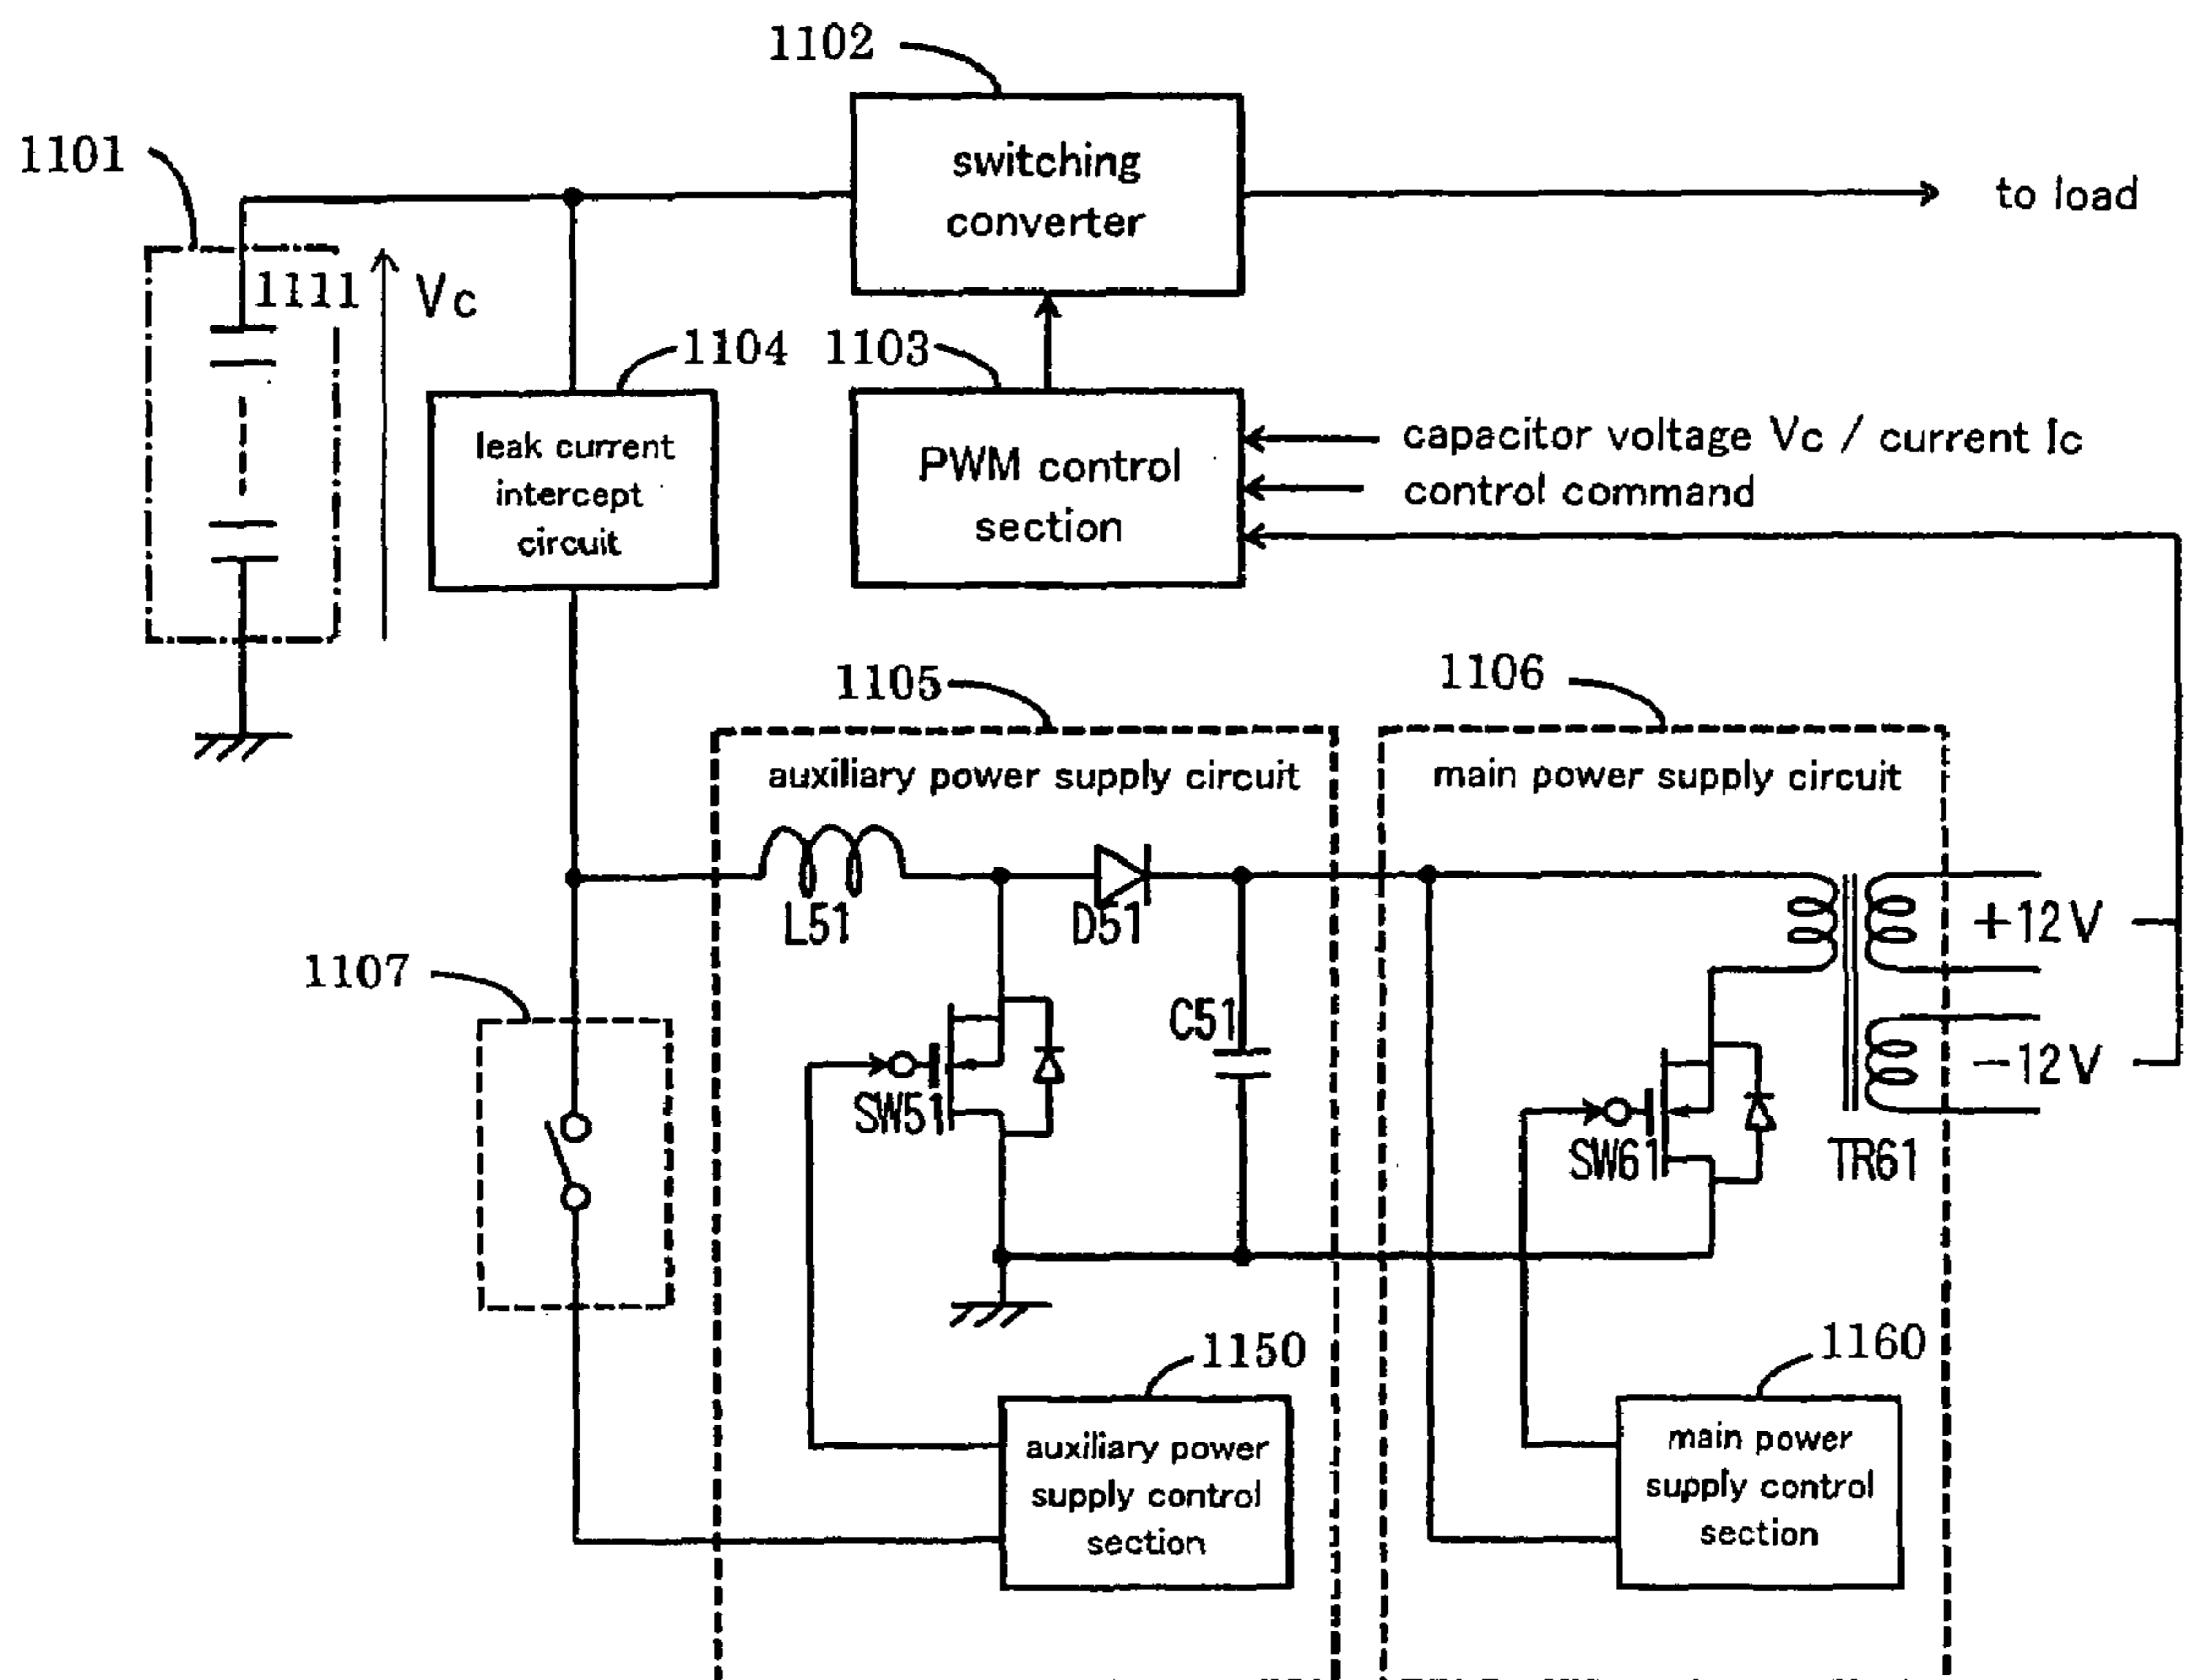 1102
switching
converter
to load
1101
1111
Vc
1104
1103
leak current
intercept
circuit
PWM control
section
capacitor voltage Vc / current Ic
control command
1105
1106
auxiliary power supply circuit
main power supply circuit
L51
D51
+12V
1107
C51
SW51
-12V
SW61
TR61
1150
1160
auxiliary power
supply control
section
main power
supply control
section